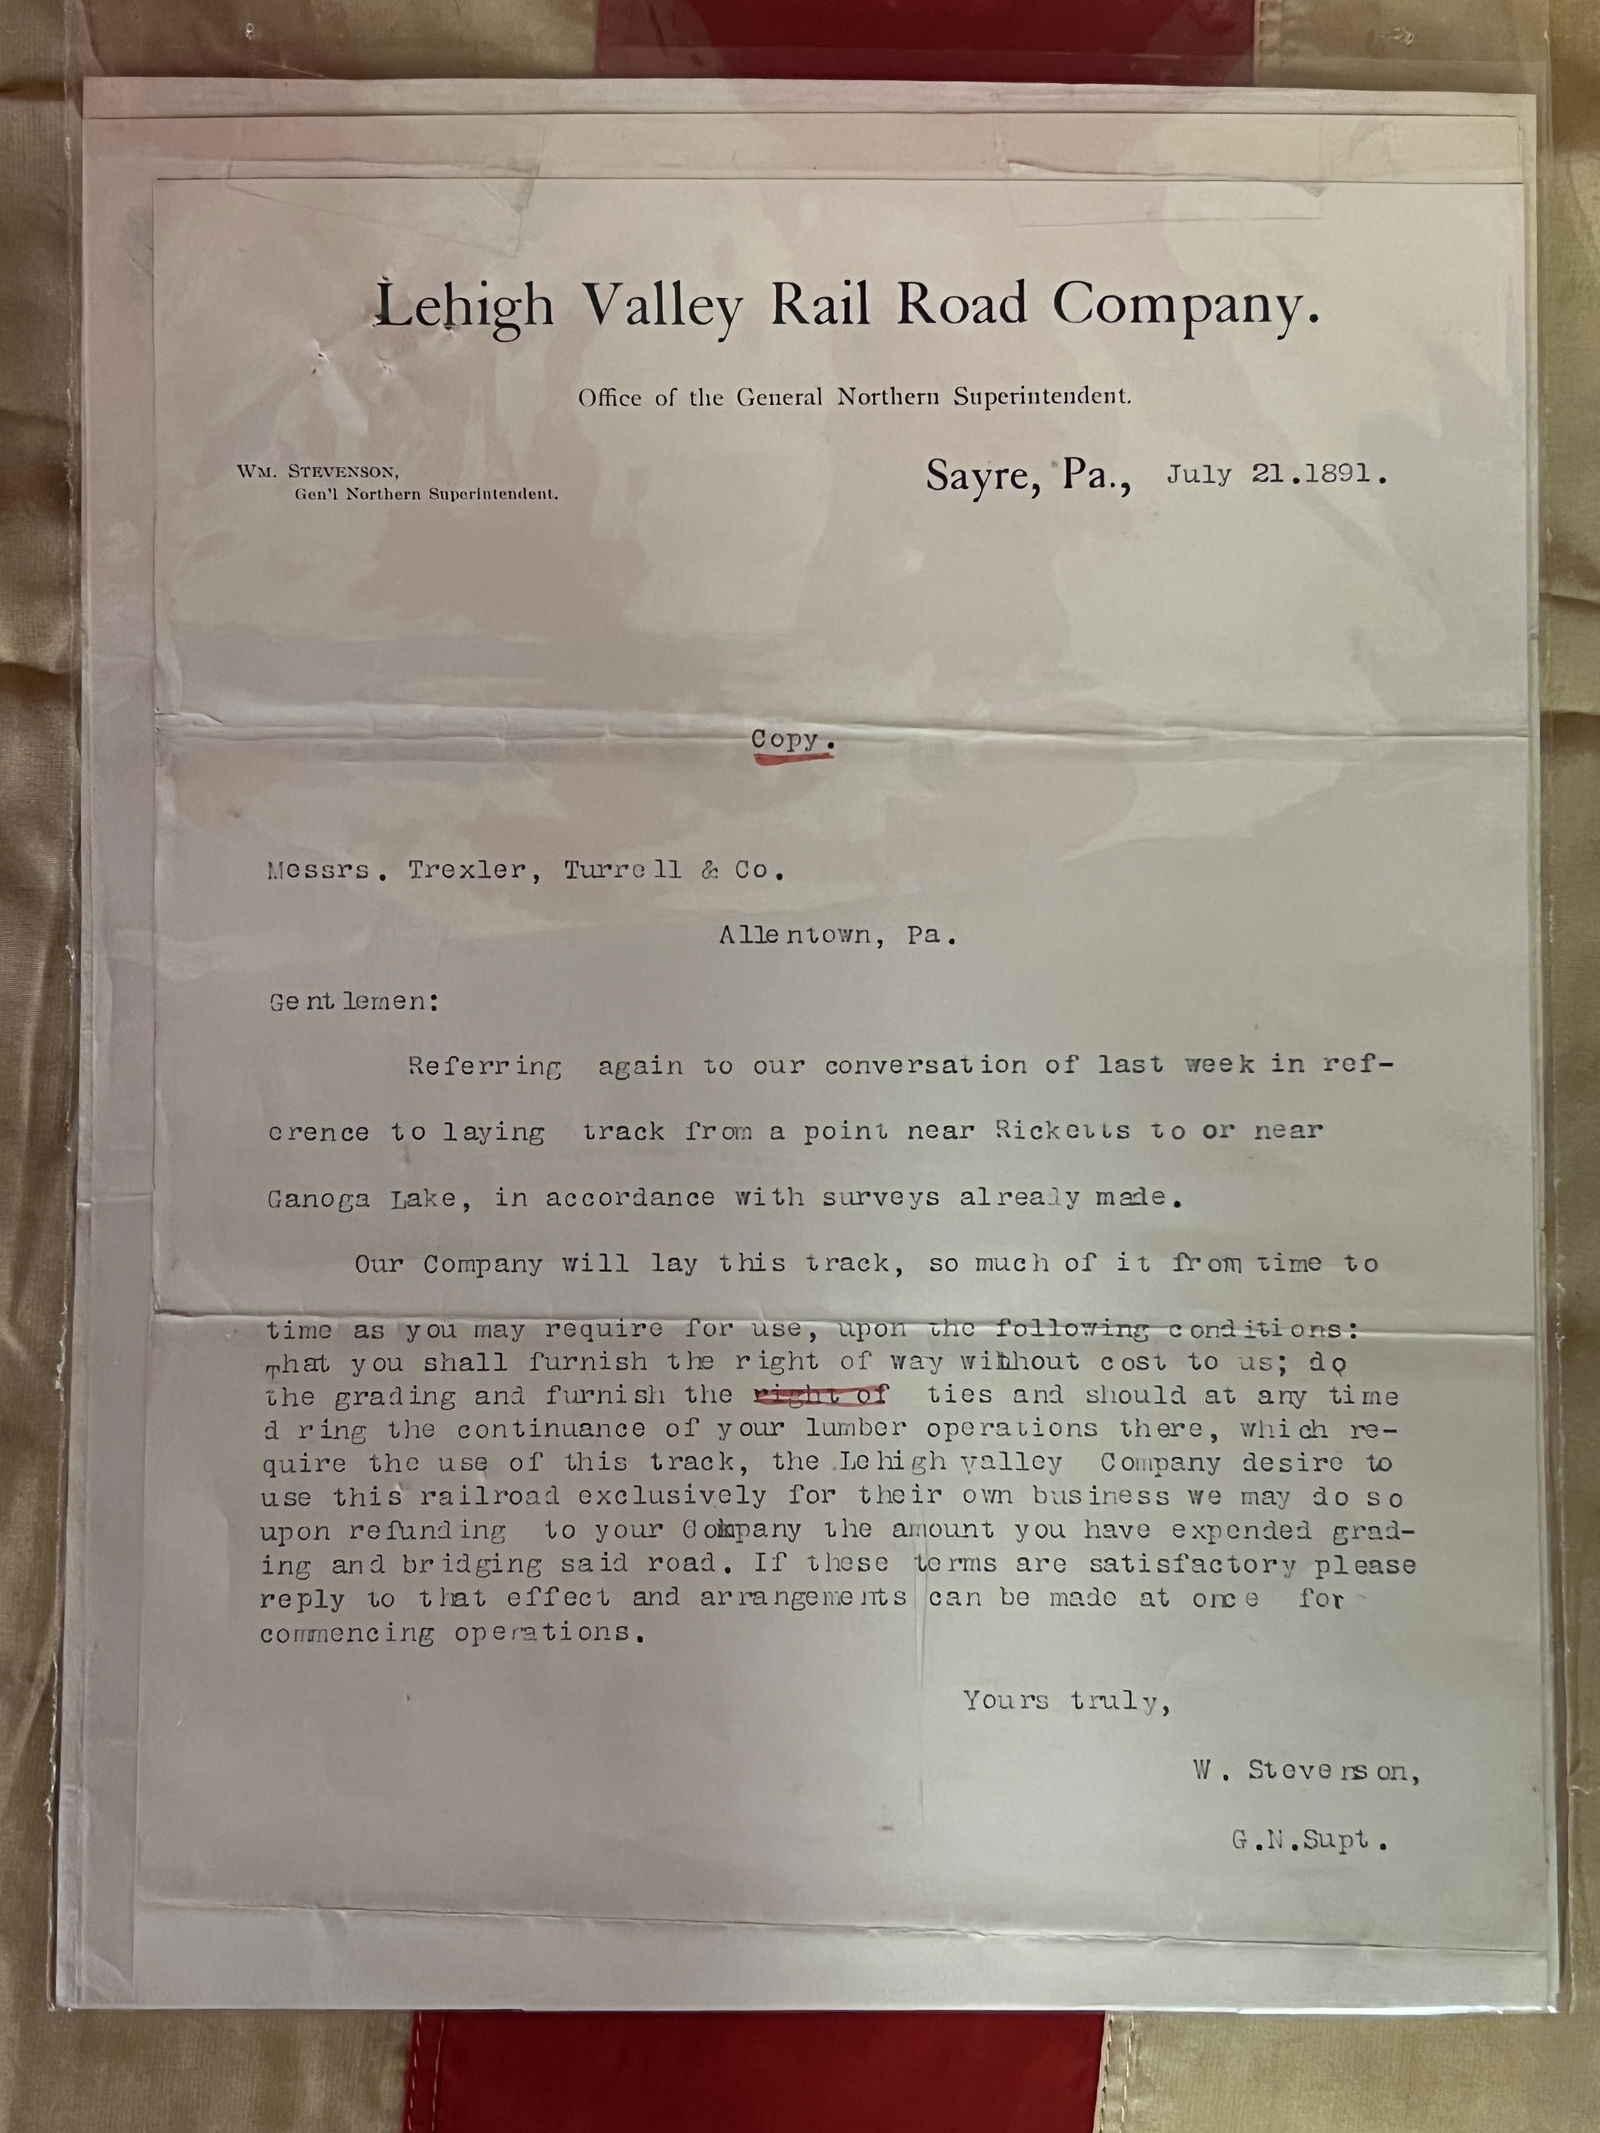 Lehigh Valley Rail Road Company.
Office of the General Northern Superintendent.
Wm. Stevenson,
Gen'l Northern Superintendent.
Sayre, Pa., July 21.1891.
Copy.
Messrs. Trexler, Turrell & Co.
Allentown, Pa.
Gentlemen:
Referring again to our conversation of last week in ref-
erence to laying track from a point near Ricketts to or near
Ganoga Lake, in accordance with surveys alrealy made.
Our Company will lay this track, so much of it from time to
time as you may require for use, upon the following conditions:
That you shall furnish the right of way without cost to us; do
the grading and furnish the right of ties and should at any time
d ring the continuance of your lumber operations there, which re-
quire the use of this track, the Lehigh valley Company desire to
use this railroad exclusively for their own business we may do so
upon refunding to your Company the amount you have expended grad-
ing and bridging said road. If these terms are satisfactory please
reply to that effect and arrangements can be made at once for
commencing operations.
Yours truly,
W. Stevenson,
G.N.Supt.